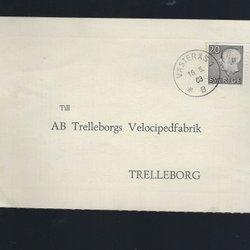 20
SVERIGE
VÄSTERÅS
B
Till
AB Trelleborgs Velocipedfabrik
TRELLEBORG